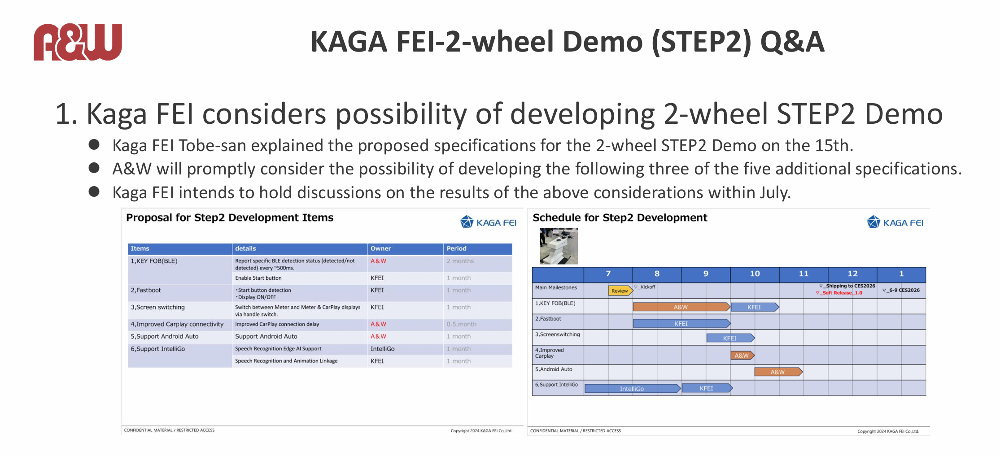 A&W
KAGA FEI-2-wheel Demo (STEP2) Q&A
1. Kaga FEI considers possibility of developing 2-wheel STEP2 Demo
● Kaga FEI Tobe-san explained the proposed specifications for the 2-wheel STEP2 Demo on the 15th.
● A&W will promptly consider the possibility of developing the following three of the five additional specifications.
● Kaga FEI intends to hold discussions on the results of the above considerations within July.
Proposal for Step2 Development Items
KAGA FEI
Items details Owner Period
1,KEY FOB(BLE) Report specific BLE detection status (detected/not
detected) every ~500ms. A&W 2 months
Enable Start button KFEI 1 month
2,Fastboot ・Start button detection
・Display ON/OFF KFEI 1 month
3,Screen switching Switch between Meter and Meter & CarPlay displays
via handle switch. KFEI 1 month
4,Improved Carplay connectivity Improved CarPlay connection delay A&W 0.5 month
5,Support Android Auto Support Android Auto A&W 1 month
6,Support IntelliGo Speech Recognition Edge AI Support IntelliGo 1 month
Speech Recognition and Animation Linkage KFEI 1 month
CONFIDENTIAL MATERIAL / RESTRICTED ACCESS
Copyright 2024 KAGA FEI Co.,Ltd.
Schedule for Step2 Development
KAGA FEI
7 8 9 10 11 12 1
Main Mailestones Review ▽_Kickoff ▽_Shipping to CES2026
▽_Soft Release_1.0 ▽_6-9 CES2026
1,KEY FOB(BLE) A&W KFEI
2,Fastboot KFEI
3,Screenswitching KFEI
4,Improved
Carplay A&W
5,Android Auto A&W
6,Support IntelliGo IntelliGo KFEI
CONFIDENTIAL MATERIAL / RESTRICTED ACCESS
Copyright 2024 KAGA FEI Co.,Ltd.